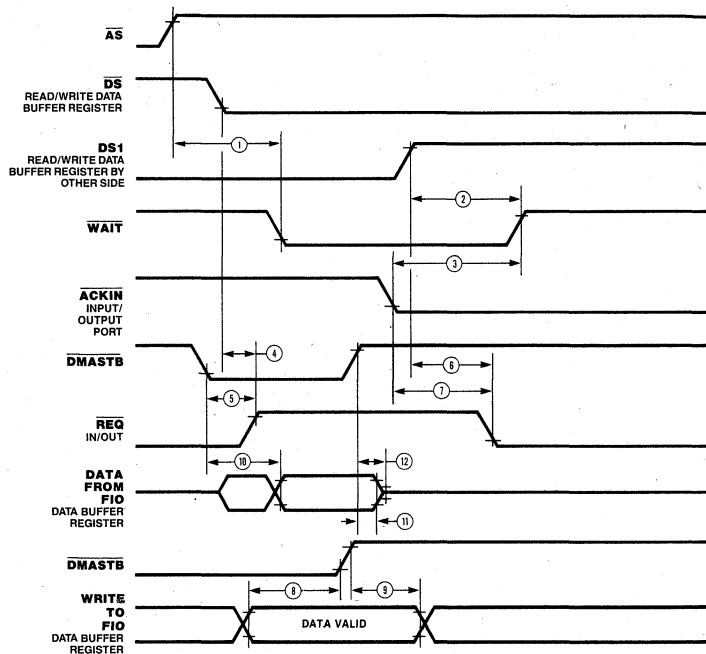 AS
DS
READ/WRITE DATA
BUFFER REGISTER
1
DS1
READ/WRITE DATA
BUFFER REGISTER BY
OTHER SIDE
2
WAIT
3
ACKIN
INPUT/
OUTPUT
PORT
4
DMASTB
6
5
7
REQ
IN/OUT
10
12
DATA
FROM
FIO
DATA BUFFER
REGISTER
11
DMASTB
8
9
WRITE
TO
FIO
DATA BUFFER
REGISTER
DATA VALID